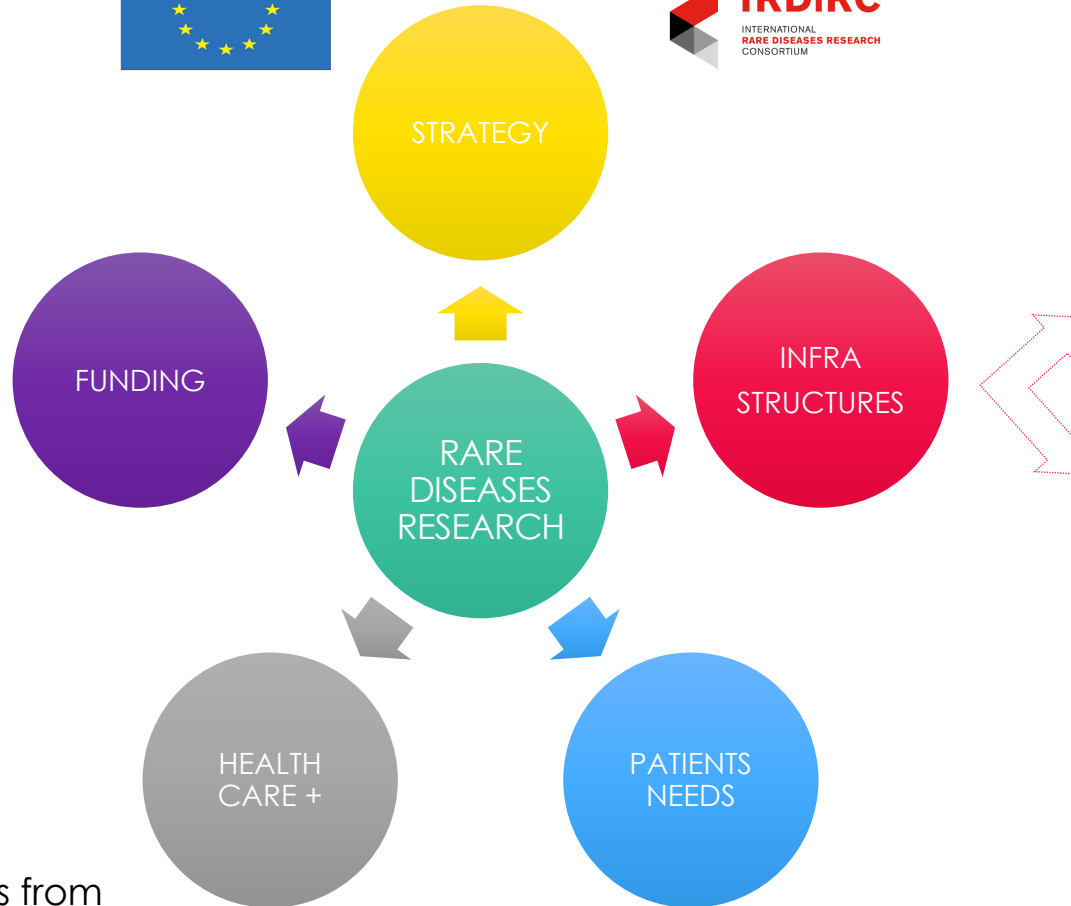 IRDIRC
INTERNATIONAL
RARE DISEASES RESEARCH
CONSORTIUM
STRATEGY
FUNDING
INFRA
STRUCTURES
RARE
DISEASES
RESEARCH
HEALTH
CARE +
PATIENTS
NEEDS
s from